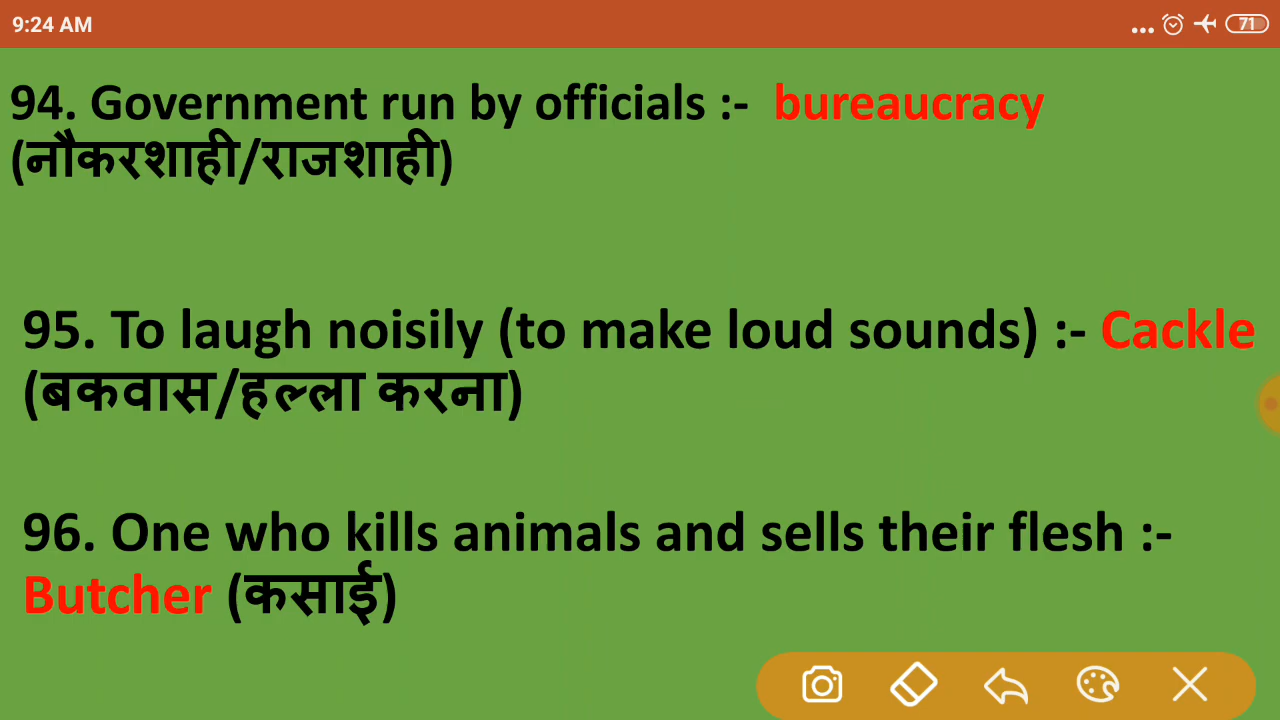 9:24 AM
71
94. Government run by officials :- bureaucracy
(नौकरशाही/राजशाही)
95. To laugh noisily (to make loud sounds) :- Cackle
(बकवास/हल्ला करना)
96. One who kills animals and sells their flesh :-
Butcher (कसाई)